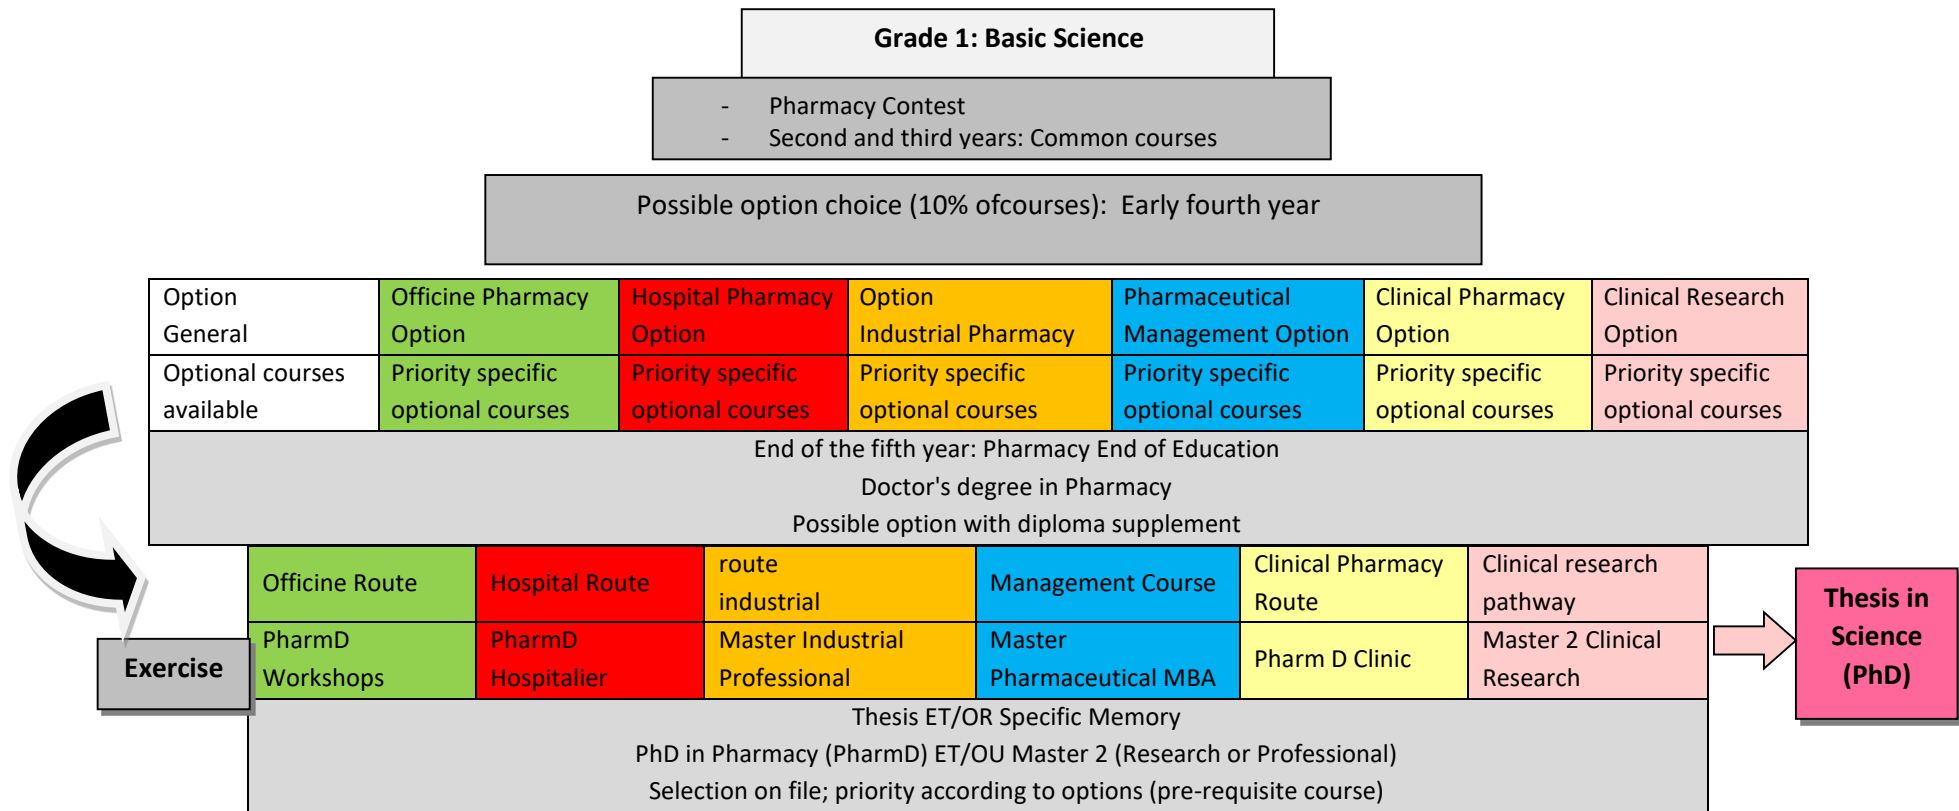 Grade 1: Basic Science
- Pharmacy Contest
- Second and third years: Common courses
Possible option choice (10% ofcourses): Early fourth year
Option
General
Officine Pharmacy
Option
Hospital Pharmacy
Option
Option
Industrial Pharmacy
Pharmaceutical
Management Option
Clinical Pharmacy
Option
Clinical Research
Option
Optional courses
available
Priority specific
optional courses
Priority specific
optional courses
Priority specific
optional courses
Priority specific
optional courses
Priority specific
optional courses
Priority specific
optional courses
End of the fifth year: Pharmacy End of Education
Doctor's degree in Pharmacy
Possible option with diploma supplement
Officine Route
Hospital Route
route
industrial
Management Course
Clinical Pharmacy
Route
Clinical research
pathway
Exercise
PharmD
Workshops
PharmD
Hospitalier
Master Industrial
Professional
Master
Pharmaceutical MBA
Pharm D Clinic
Master 2 Clinical
Research
Thesis in
Science
(PhD)
Thesis ET/OR Specific Memory
PhD in Pharmacy (PharmD) ET/OU Master 2 (Research or Professional)
Selection on file; priority according to options (pre-requisite course)